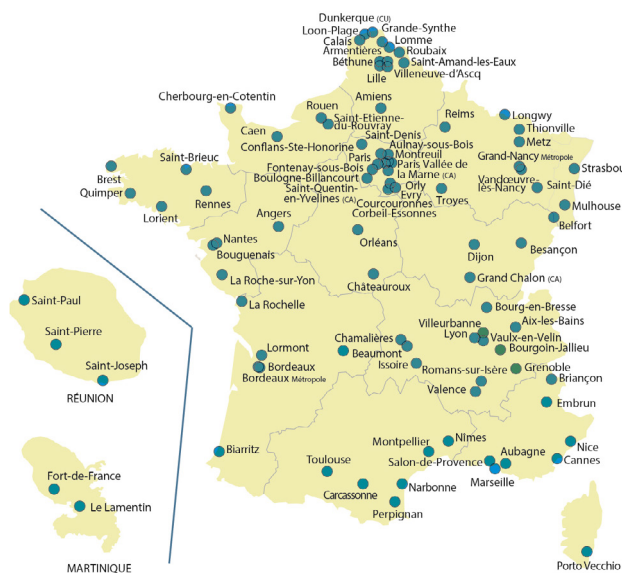 Dunkerque (CU)
Loon-Plage
Grande-Synthe
Calais
Lomme
Armentières
Roubaix
Béthune
Saint-Amand-les-Eaux
Lille
Villeneuve-d'Ascq
Cherbourg-en-Cotentin
Amiens
Rouen
Reims
Longwy
Saint-Etienne-
du-Rouvray
Thionville
Caen
Saint-Denis
Metz
Conflans-Ste-Honorine
Aulnay-sous-Bois
Paris
Montreuil
Grand-Nancy Métropole
Saint-Brieuc
Fontenay-sous-Bois
Paris Vallée de
la Marne (CA)
Strasbou
Brest
Boulogne-Billancourt
Vandœuvre-
lès-Nancy
Saint-Dié
Quimper
Saint-Quentin
en-Yvelines (CA)
Orly
Evry
Rennes
Courcouronnes
Troyes
Mulhouse
Lorient
Corbeil-Essonnes
Belfort
Angers
Nantes
Orléans
Besançon
Bouguenais
Dijon
La Roche-sur-Yon
Châteauroux
Grand Chalon (CA)
La Rochelle
Saint-Paul
Bourg-en-Bresse
Villeurbanne
Aix-les-Bains
Saint-Pierre
Lormont
Chamalières
Lyon
Vaulx-en-Velin
Beaumont
Bourgoin-Jallieu
Saint-Joseph
Bordeaux
Issoire
Romans-sur-Isère
Grenoble
Bordeaux Métropole
Briançon
RÉUNION
Valence
Embrun
Biarritz
Montpellier
Nîmes
Nice
Toulouse
Salon-de-Provence
Aubagne
Cannes
Fort-de-France
Marseille
Carcassonne
Narbonne
Le Lamentin
Perpignan
MARTINIQUE
Porto Vecchio